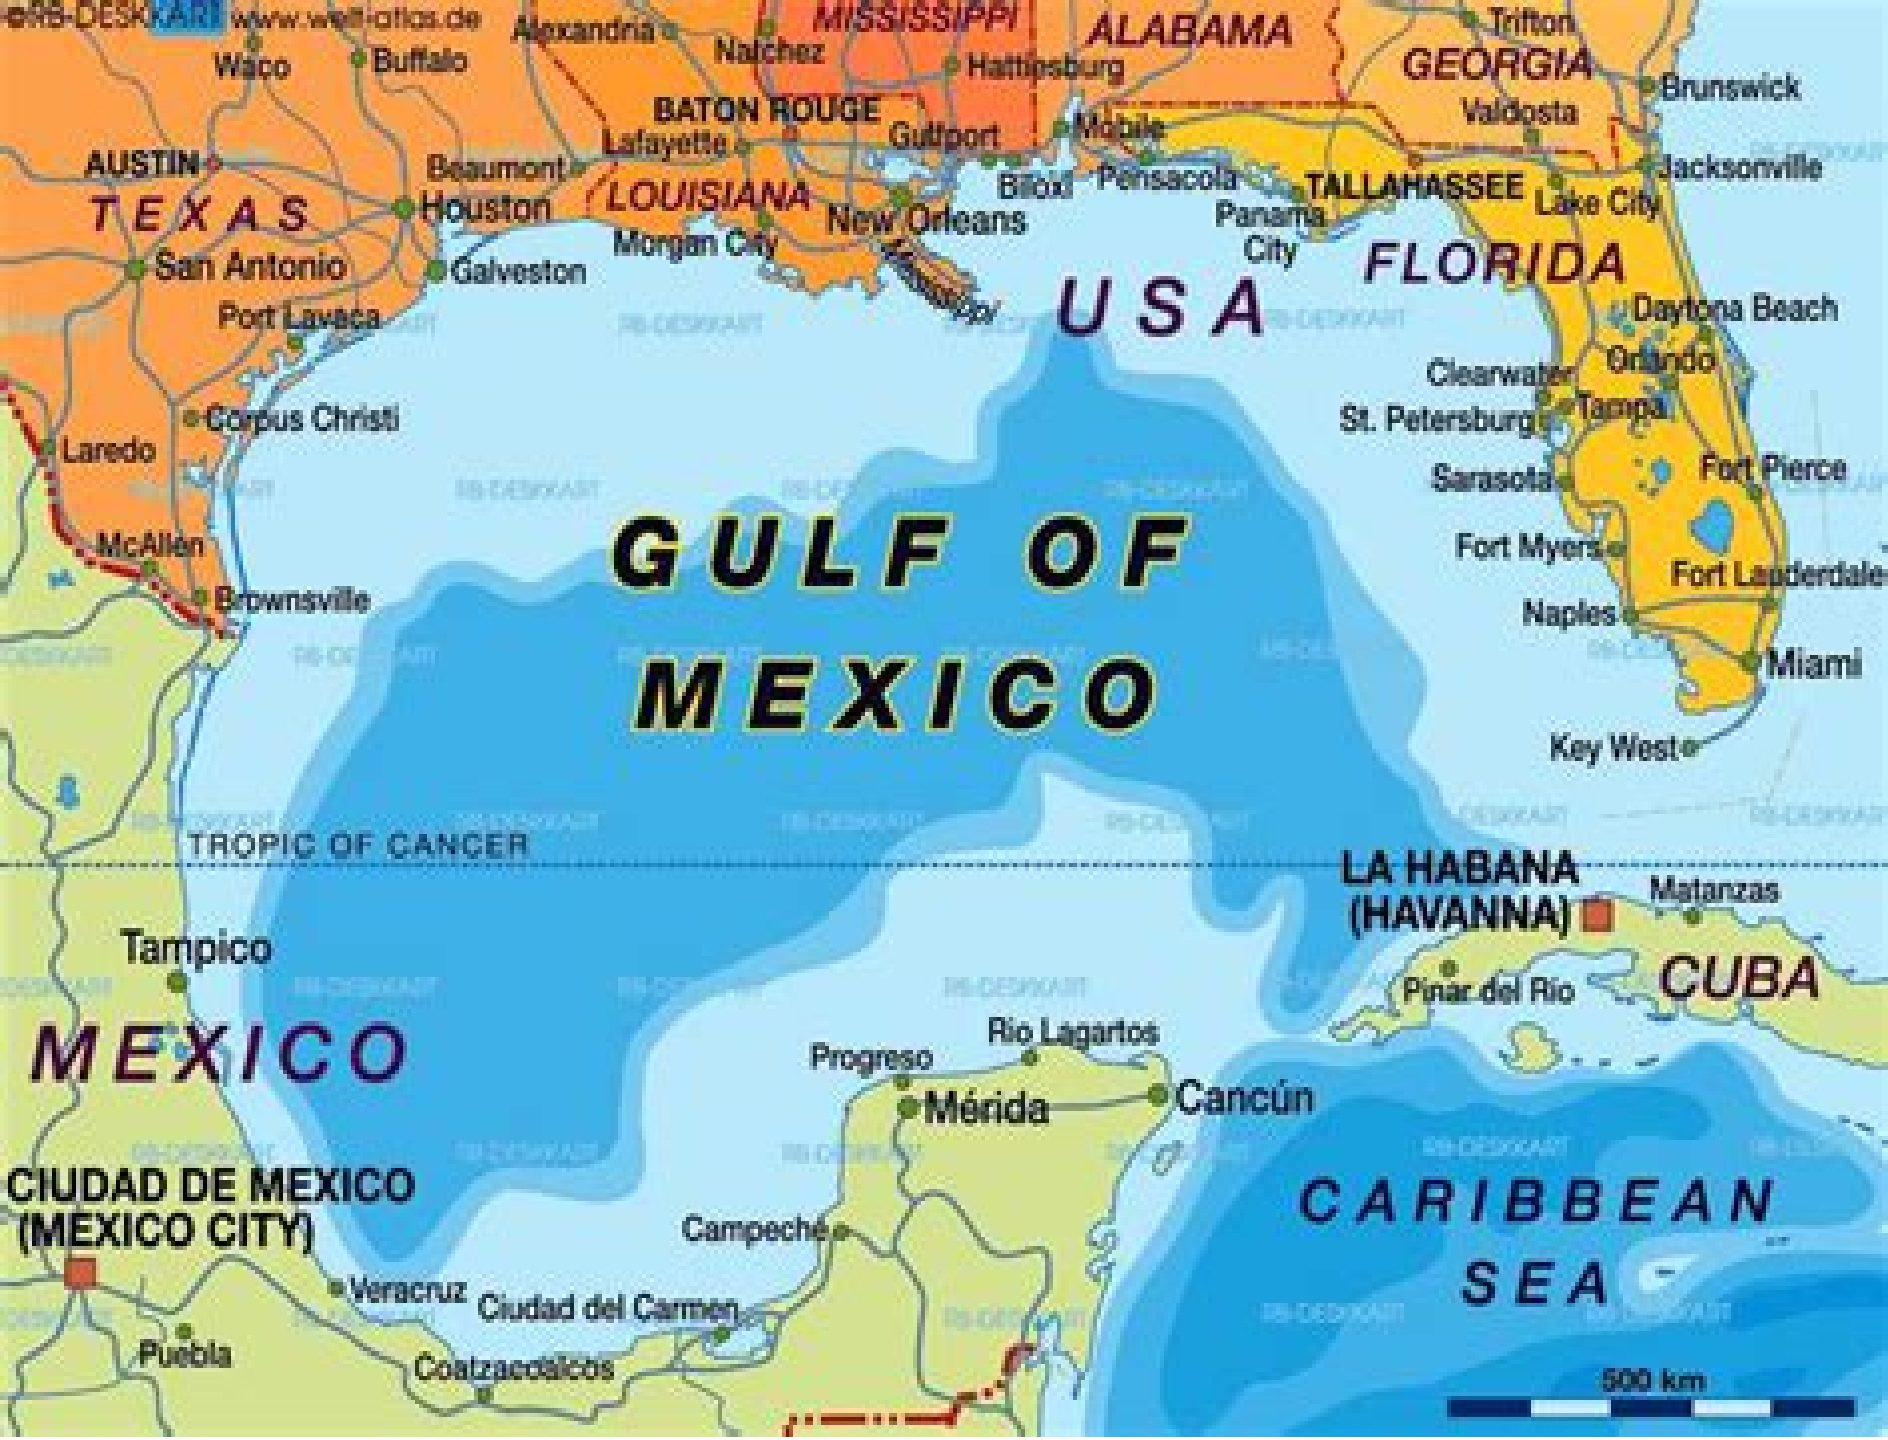 ©RB-DESKKART www.welt-atlas.de
Waco
Buffalo
Alexandria
Natchez
MISSISSIPPI
Hattiesburg
ALABAMA
Trifton
GEORGIA
Valdosta
Brunswick
BATON ROUGE
Lafayette
Gulfport
Mobile
AUSTIN
Beaumont
Biloxi
Pensacola
TALLAHASSEE
Jacksonville
TEXAS
Houston
LOUISIANA
New Orleans
Panama
City
Lake City
San Antonio
Galveston
Morgan City
USA
FLORIDA
Port Lavaca
Daytona Beach
Clearwater
Orlando
Corpus Christi
St. Petersburg
Tampa
Laredo
Sarasota
Fort Pierce
McAllen
GULF OF
MEXICO
Fort Myers
Fort Lauderdale
Brownsville
Naples
Miami
Key West
TROPIC OF CANCER
LA HABANA
(HAVANNA)
Matanzas
Tampico
Pinar del Rio
CUBA
MEXICO
Rio Lagartos
Progreso
Mérida
Cancún
CIUDAD DE MEXICO
(MEXICO CITY)
Campeche
CARIBBEAN
SEA
Veracruz
Ciudad del Carmen
Puebla
Coatzacoalcos
500 km
RB-DESKKART